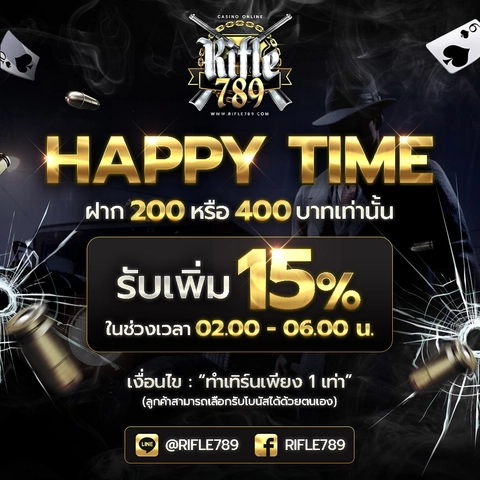 CASINO ONLINE
Rifle
789
WWW.RIFLE789.COM
HAPPY TIME
ฝาก 200 หรือ 400 บาทเท่านั้น
รับเพิ่ม 15%
ในช่วงเวลา 02.00 - 06.00 น.
เงื่อนไข : “ทำเทิร์นเพียง 1 เท่า”
(ลูกค้าสามารถเลือกรับโบนัสได้ด้วยตนเอง)
LINE @RIFLE789 f RIFLE789